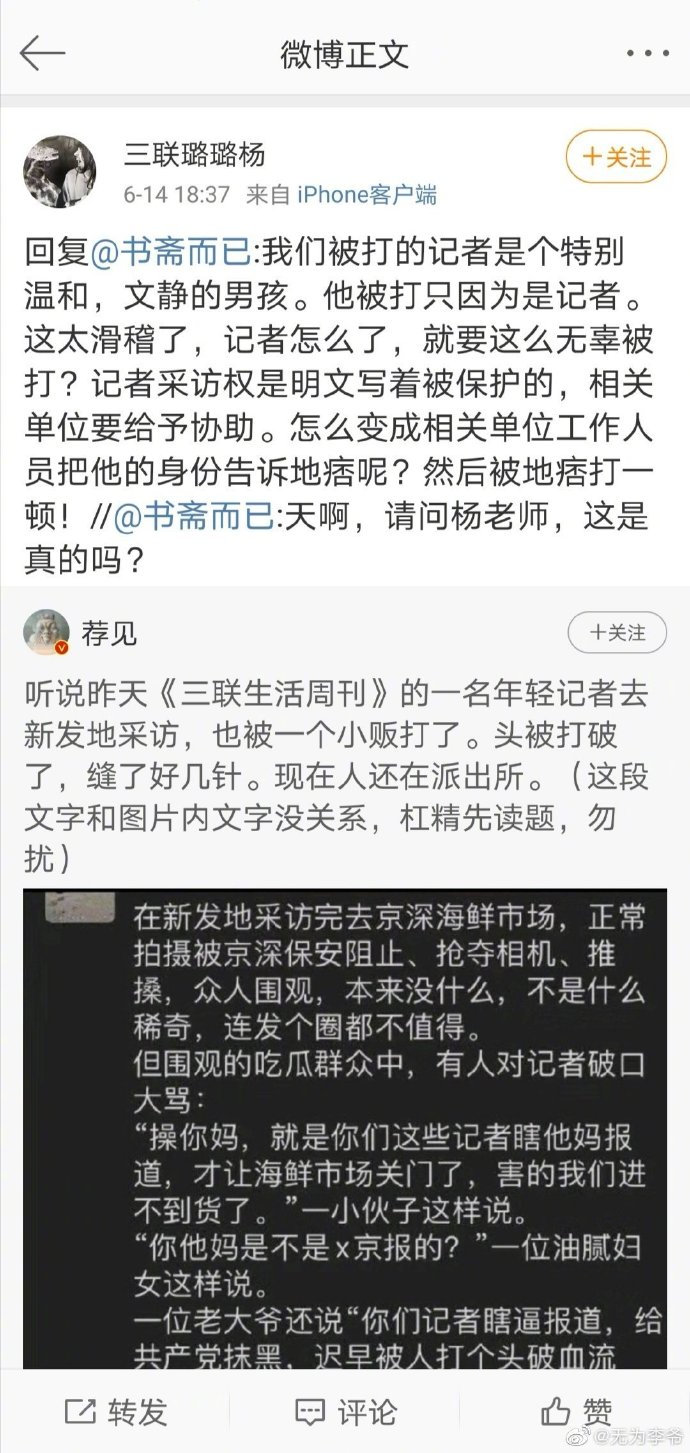 微博正文
三联璐璐杨
+关注
6-14 18:37 来自 iPhone客户端
回复@书斋而已:我们被打的记者是个特别
温和，文静的男孩。他被打只因为是记者。
这太滑稽了，记者怎么了，就要这么无辜被
打？记者采访权是明文写着被保护的，相关
单位要给予协助。怎么变成相关单位工作人
员把他的身份告诉地痞呢？然后被地痞打一
顿！//@书斋而已:天啊，请问杨老师，这是
真的吗？
荐见
+关注
听说昨天《三联生活周刊》的一名年轻记者去
新发地采访，也被一个小贩打了。头被打破
了，缝了好几针。现在人还在派出所。（这段
文字和图片内文字没关系，杠精先读题，勿
扰）
在新发地采访完去京深海鲜市场，正常
拍摄被京深保安阻止、抢夺相机、推
搡，众人围观，本来没什么，不是什么
稀奇，连发个圈都不值得。
但围观的吃瓜群众中，有人对记者破口
大骂：
“操你妈，就是你们这些记者瞎他妈报
道，才让海鲜市场关门了，害的我们进
不到货了。”一小伙子这样说。
“你他妈是不是x京报的？”一位油腻妇
女这样说。
一位老大爷还说“你们记者瞎逼报道，给
共产党抹黑，迟早被人打个头破血流
转发
评论
赞
@无为李爷